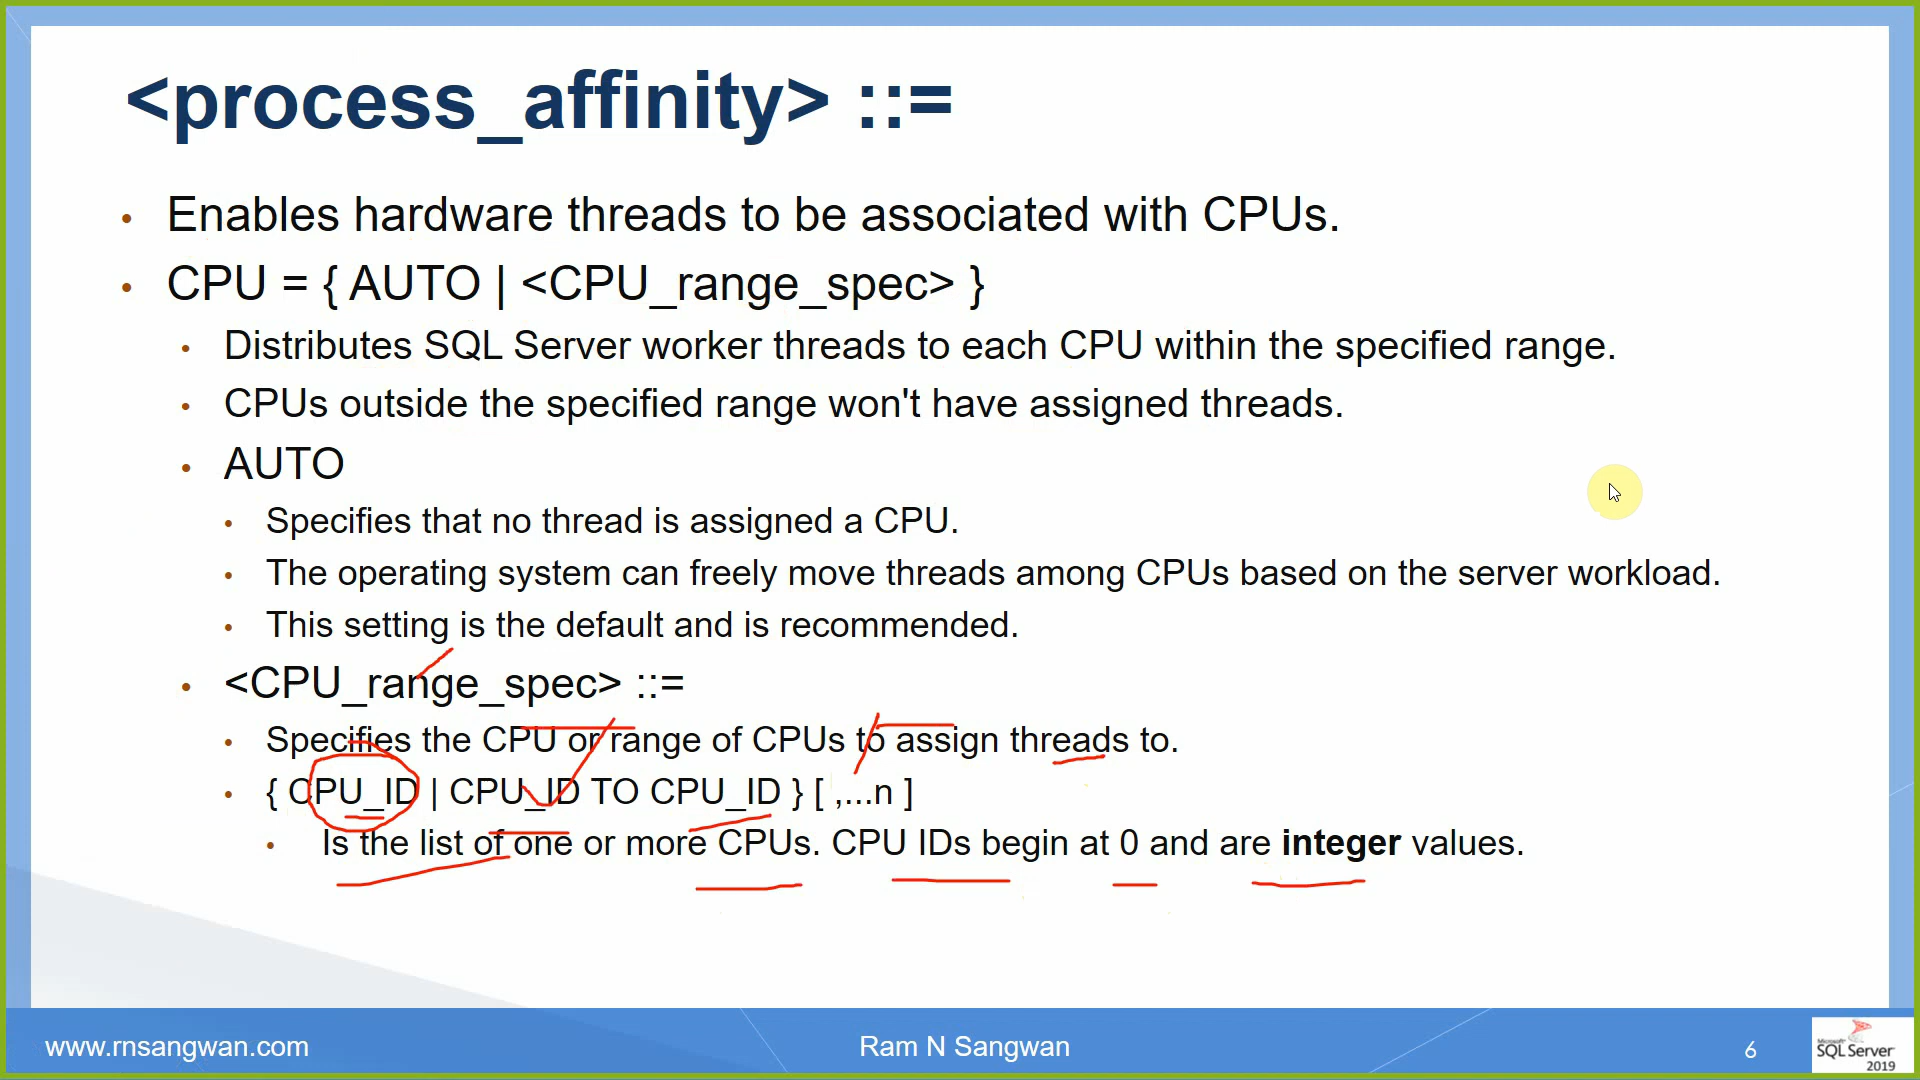 <process_affinity> ::=
• Enables hardware threads to be associated with CPUs.
• CPU = { AUTO | <CPU_range_spec> }
• Distributes SQL Server worker threads to each CPU within the specified range.
• CPUs outside the specified range won't have assigned threads.
• AUTO
• Specifies that no thread is assigned a CPU.
• The operating system can freely move threads among CPUs based on the server workload.
• This setting is the default and is recommended.
• <CPU_range_spec> ::=
• Specifies the CPU or range of CPUs to assign threads to.
• { CPU_ID | CPU_ID TO CPU_ID } [ ,...n ]
• Is the list of one or more CPUs. CPU IDs begin at 0 and are integer values.
www.rnsangwan.com
Ram N Sangwan
6
Microsoft
SQL Server
2019